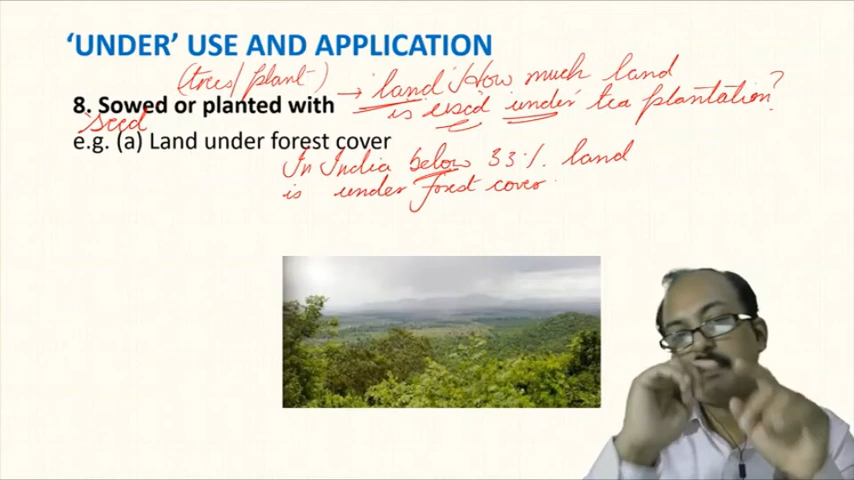 ‘UNDER’ USE AND APPLICATION
(trees/plant) → land How much land
8. Sowed or planted with is used under tea plantation?
seed
e.g. (a) Land under forest cover
In India below 33% land
is under Forest cover